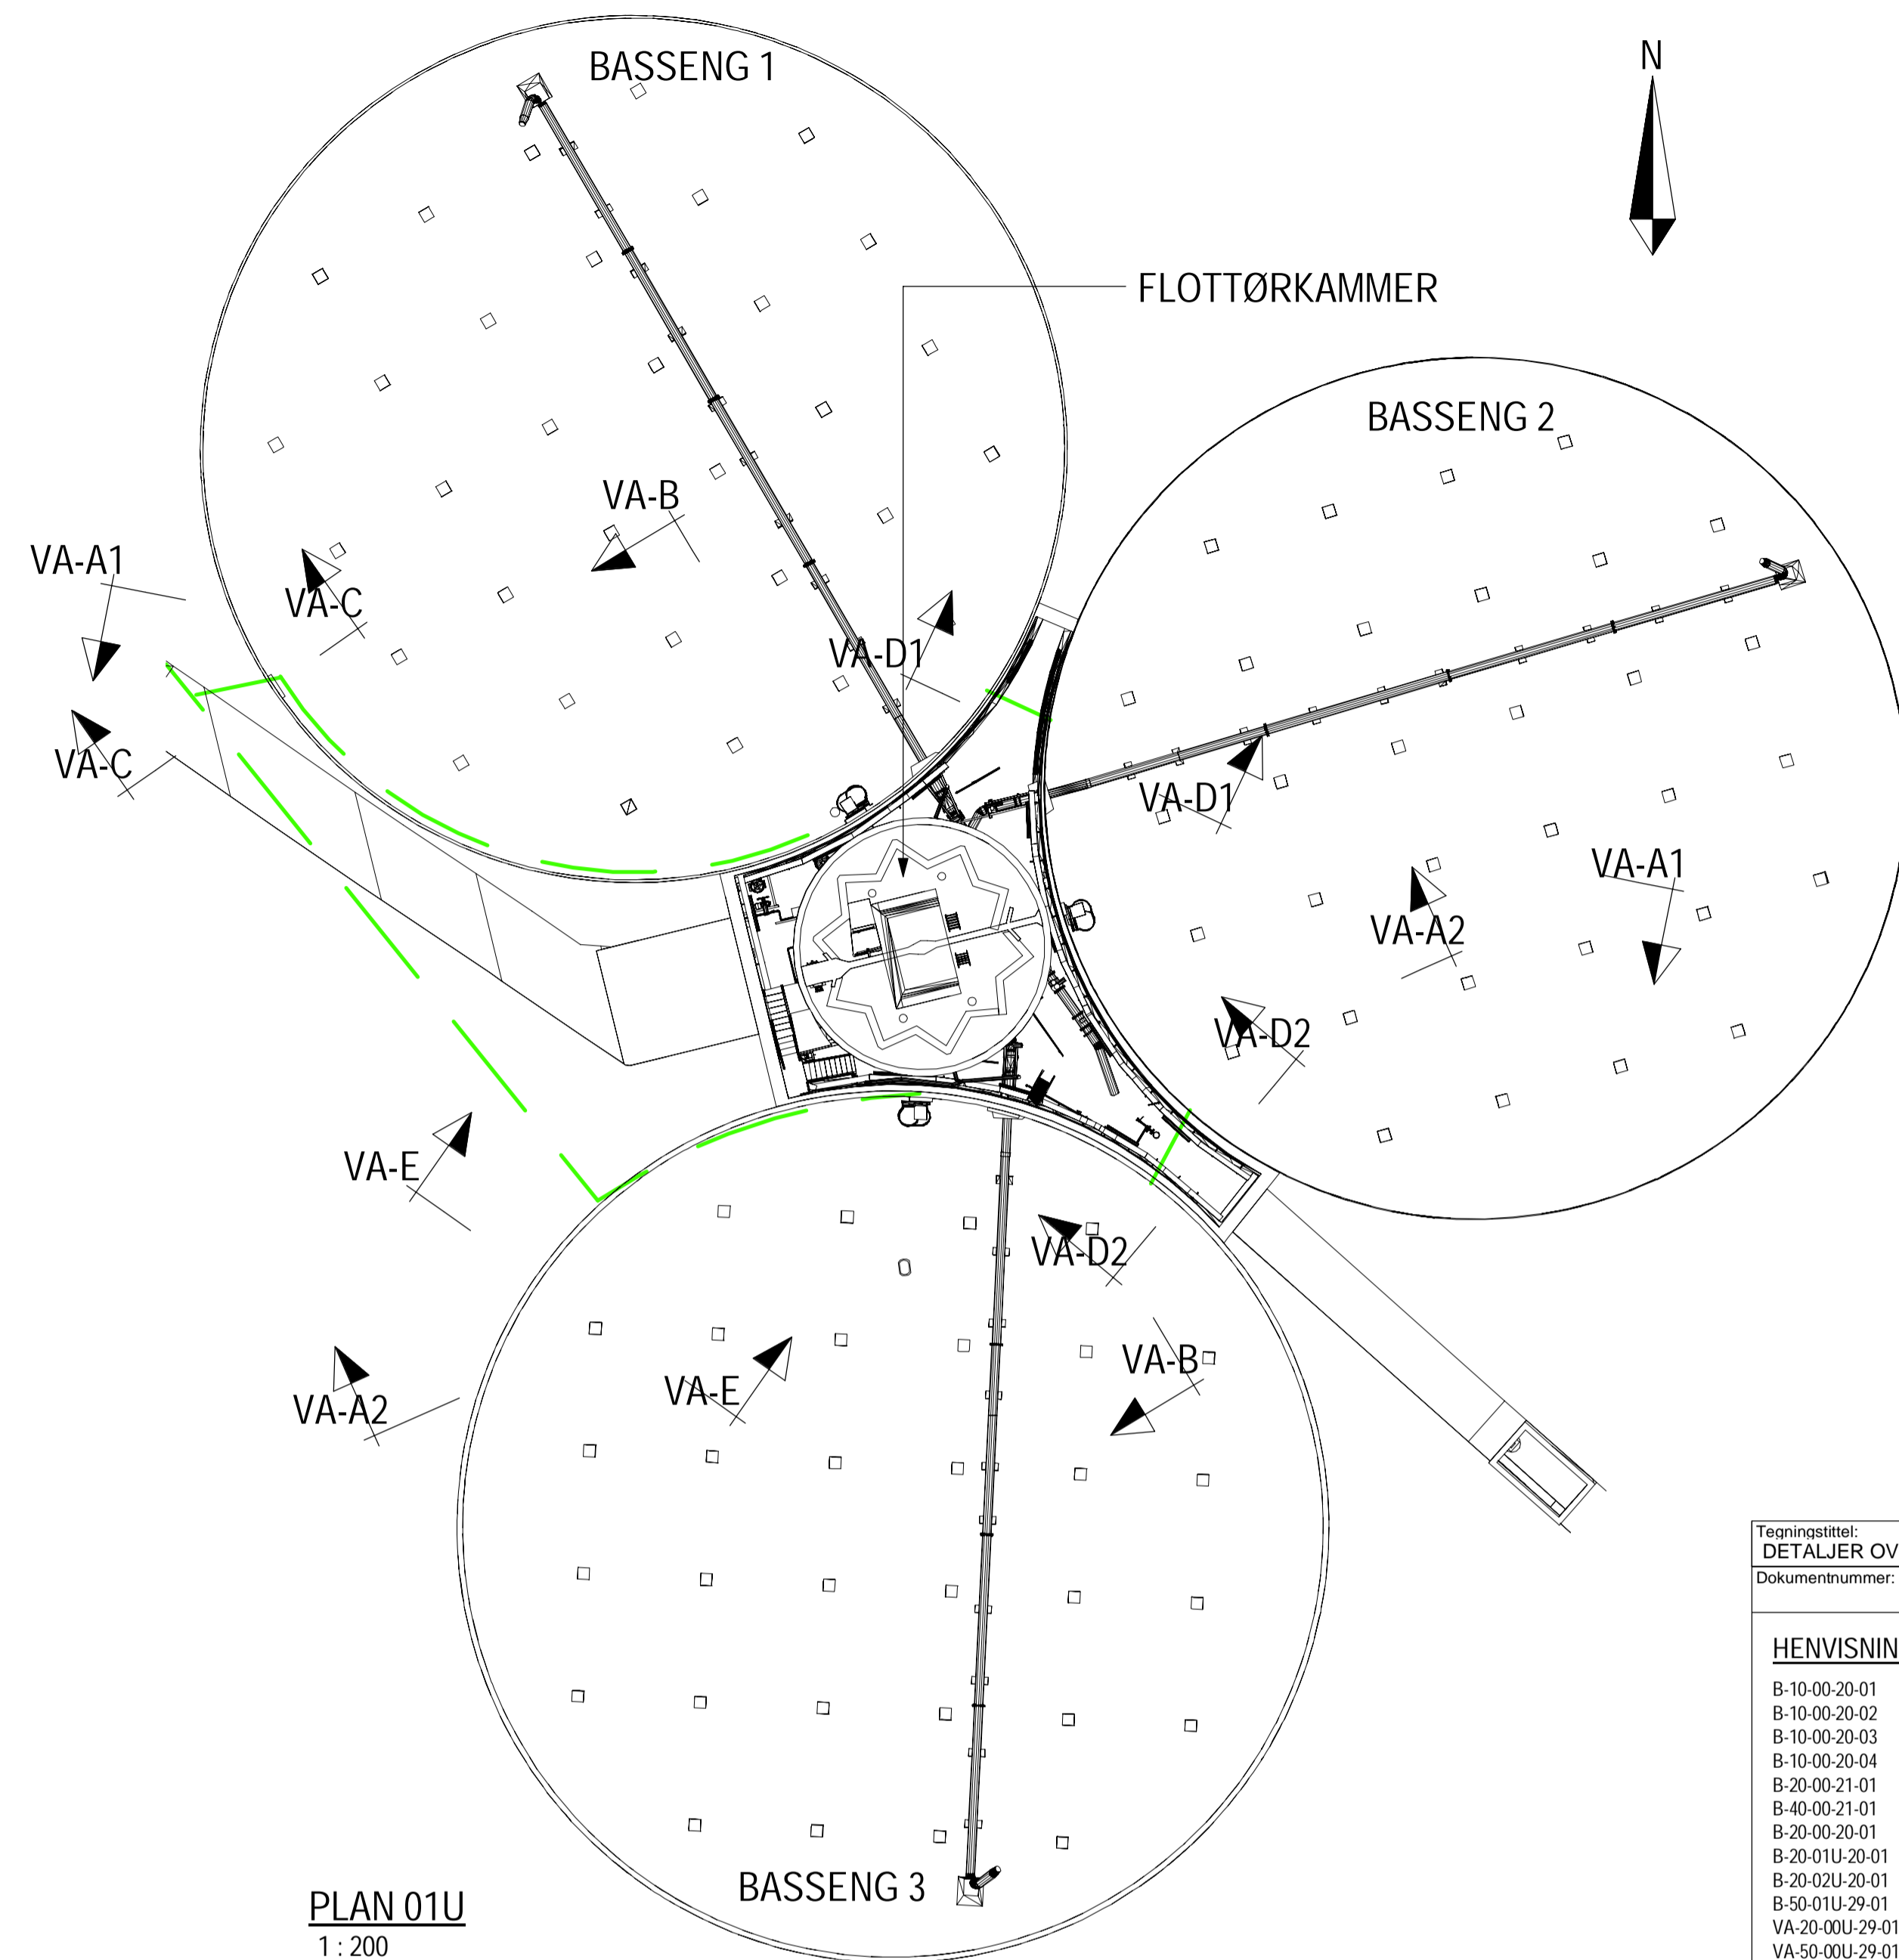 BASSENG 1
N
FLOTTØRKAMMER
BASSENG 2
VA-B
VA-A1
VA-C
VA-D1
VA-C
VA-D1
VA-A1
VA-A2
VA-D2
VA-E
VA-D2
VA-B
VA-E
VA-A2
BASSENG 3
PLAN 01U
1 : 200
Tegningstittel:
DETALJER OV
Dokumentnummer:
HENVISNIN
B-10-00-20-01
B-10-00-20-02
B-10-00-20-03
B-10-00-20-04
B-20-00-21-01
B-40-00-21-01
B-20-00-20-01
B-20-01U-20-01
B-20-02U-20-01
B-50-01U-29-01
VA-20-00U-29-01
VA-50-00U-29-01